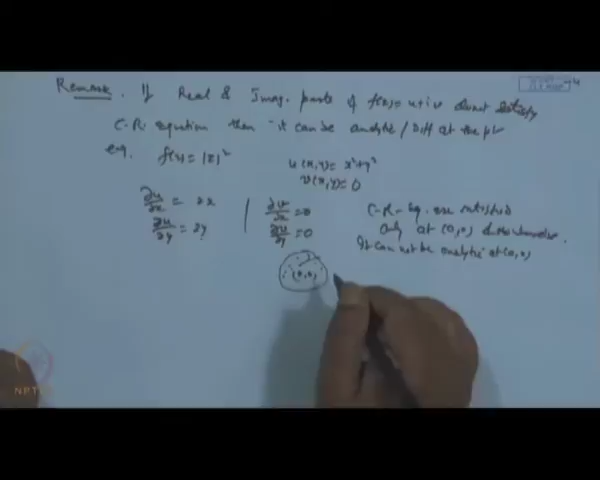 Remark. If Real & Imag. parts of f(z)=u+iv do not satisfy
C-R. equation then it can be analytic/Diff at the pt
e.g. f(z)=|z|²
u(x,y)=x²+y²
v(x,y)=0
∂u/∂x = 2x
∂u/∂y = 2y
∂v/∂x =0
∂v/∂y =0
C-R-Eq. are satisfied
only at (0,0)
It can not be analytic at (0,0)
(0,0)
NPTEL